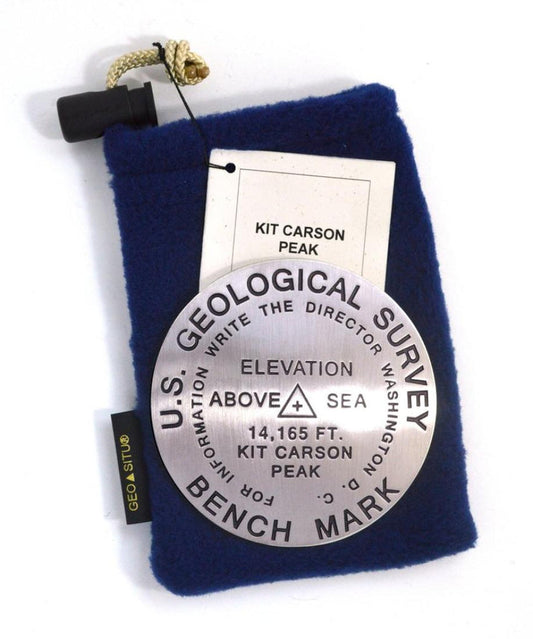 KIT CARSON
PEAK
U.S. GEOLOGICAL SURVEY
FOR INFORMATION WRITE THE DIRECTOR WASHINGTON D. C.
ELEVATION
ABOVE SEA
14,165 FT.
KIT CARSON
PEAK
BENCH MARK
GEO▲SITU®